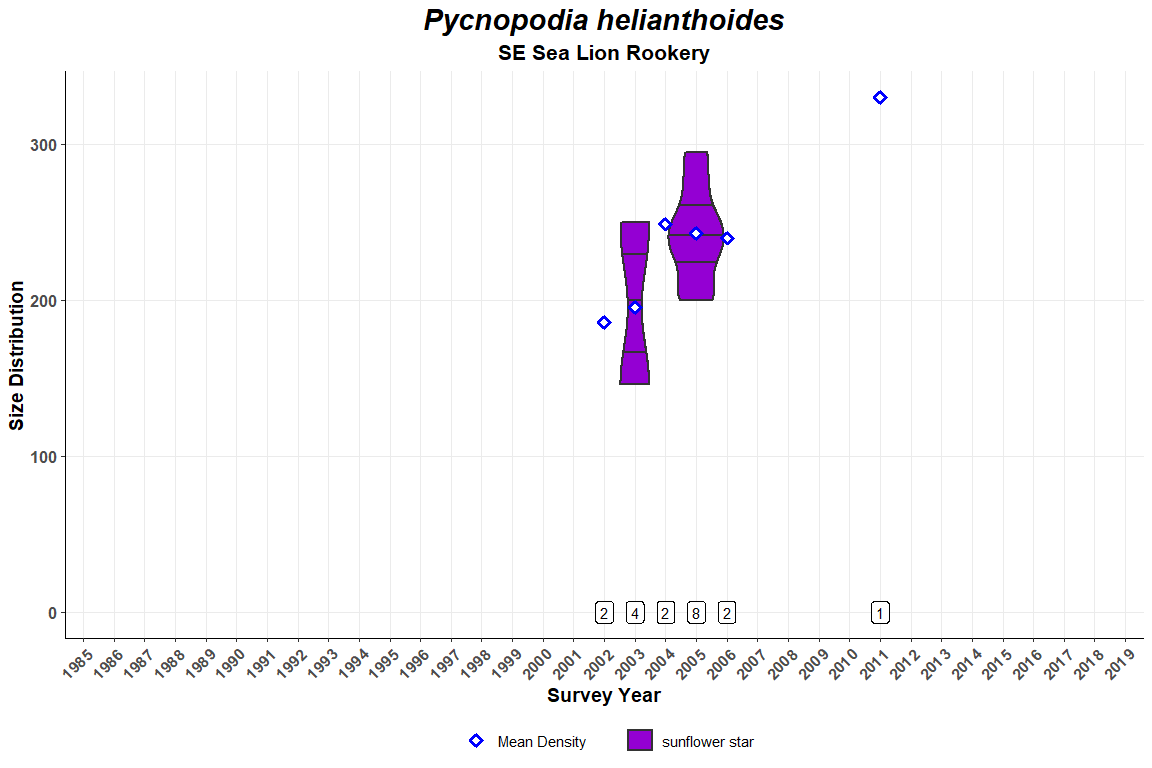 Pycnopodia helianthoides
SE Sea Lion Rookery
Size Distribution
300
200
100
0
2 4 2 8 2 1
1985 1986 1987 1988 1989 1990 1991 1992 1993 1994 1995 1996 1997 1998 1999 2000 2001 2002 2003 2004 2005 2006 2007 2008 2009 2010 2011 2012 2013 2014 2015 2016 2017 2018 2019
Survey Year
Mean Density sunflower star